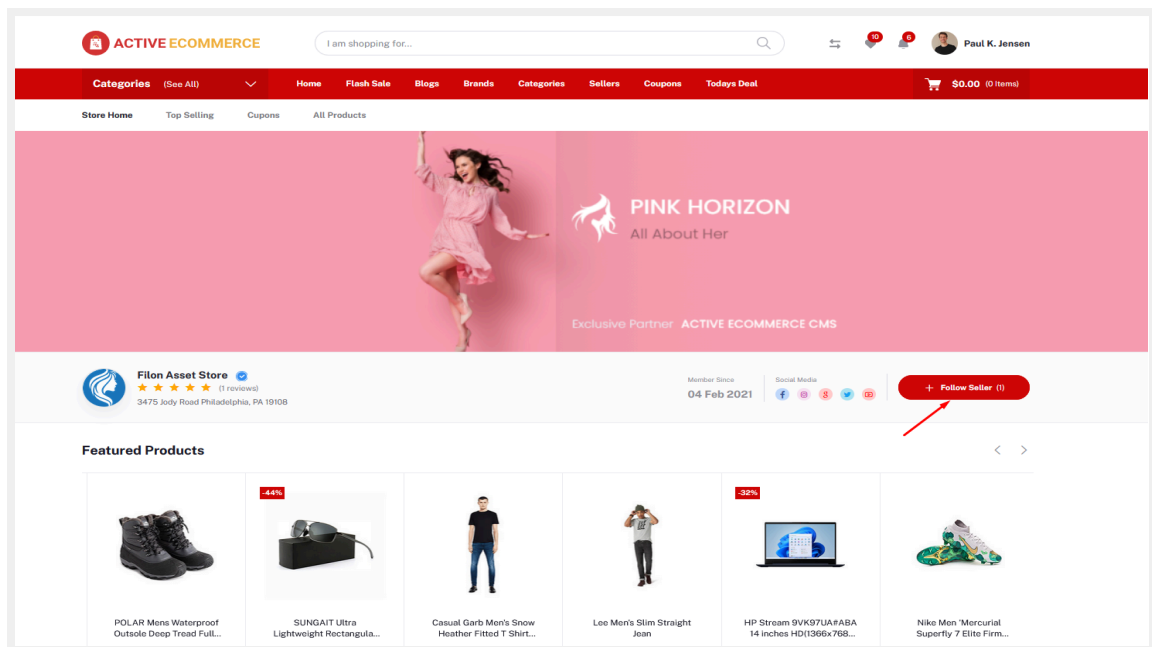 ACTIVE ECOMMERCE
I am shopping for...
10
6
Paul K. Jensen
Categories (See All)
Home Flash Sale Blogs Brands Categories Sellers Coupons Todays Deal
$0.00 (0 Items)
Store Home Top Selling Cupons All Products
PINK HORIZON
All About Her
Exclusive Partner ACTIVE ECOMMERCE CMS
Filon Asset Store
(1 reviews)
3475 Jody Road Philadelphia, PA 19108
Member Since
04 Feb 2021
Social Media
+ Follow Seller (1)
Featured Products
-44%
-32%
POLAR Mens Waterproof
Outsole Deep Tread Full...
SUNGAIT Ultra
Lightweight Rectangula...
Casual Garb Men's Snow
Heather Fitted T Shirt...
Lee Men's Slim Straight
Jean
HP Stream 9VK97UA#ABA
14 inches HD(1366x768...
Nike Men 'Mercurial
Superfly 7 Elite Firm...